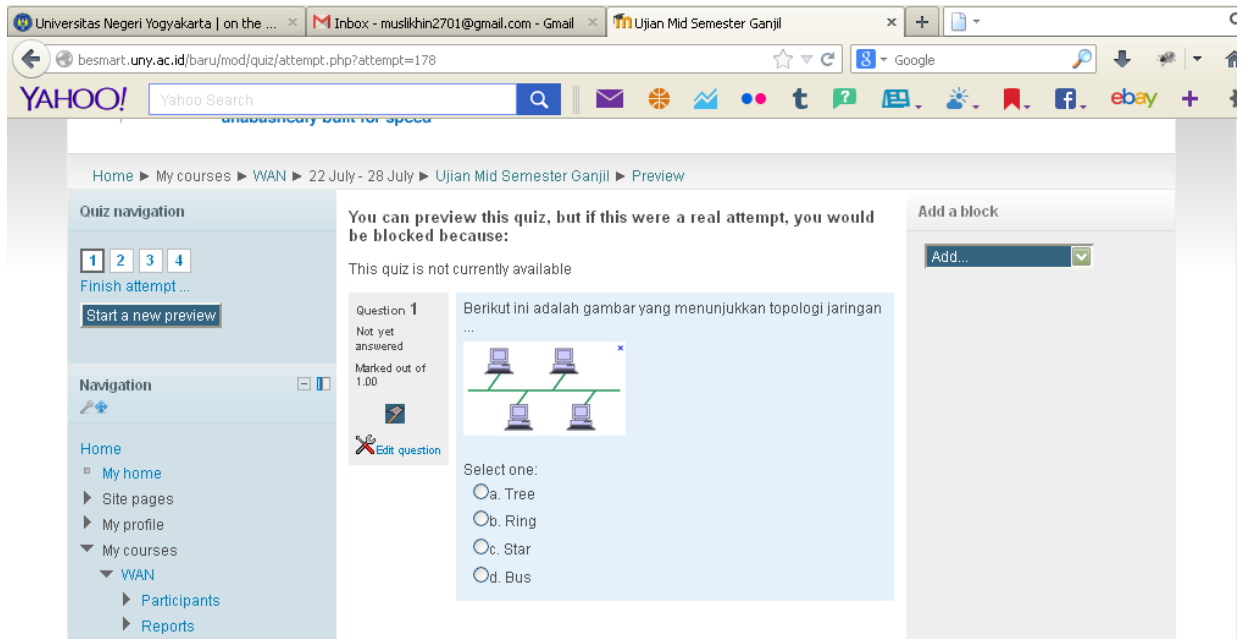 Universitas Negeri Yogyakarta | on the ... ×
Inbox - muslikhin2701@gmail.com - Gmail ×
Ujian Mid Semester Ganjil ×
besmart.uny.ac.id/baru/mod/quiz/attempt.php?attempt=178
Google
YAHOO!
Yahoo Search
ebay
unabashedly built for speed
Home ► My courses ► WAN ► 22 July - 28 July ► Ujian Mid Semester Ganjil ► Preview
Quiz navigation
1 2 3 4
Finish attempt ...
Start a new preview
Navigation
Home
My home
Site pages
My profile
My courses
WAN
Participants
Reports
You can preview this quiz, but if this were a real attempt, you would
be blocked because:
This quiz is not currently available
Question 1
Not yet
answered
Marked out of
1.00
Edit question
Berikut ini adalah gambar yang menunjukkan topologi jaringan
...
Select one:
a. Tree
b. Ring
c. Star
d. Bus
Add a block
Add...